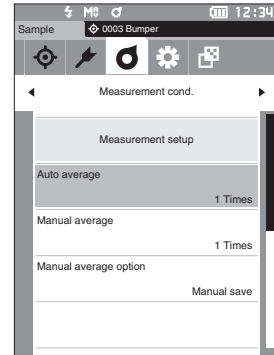 M0 12:34
Sample 0003 Bumper
Measurement cond.
Measurement setup
Auto average
1 Times
Manual average
1 Times
Manual average option
Manual save